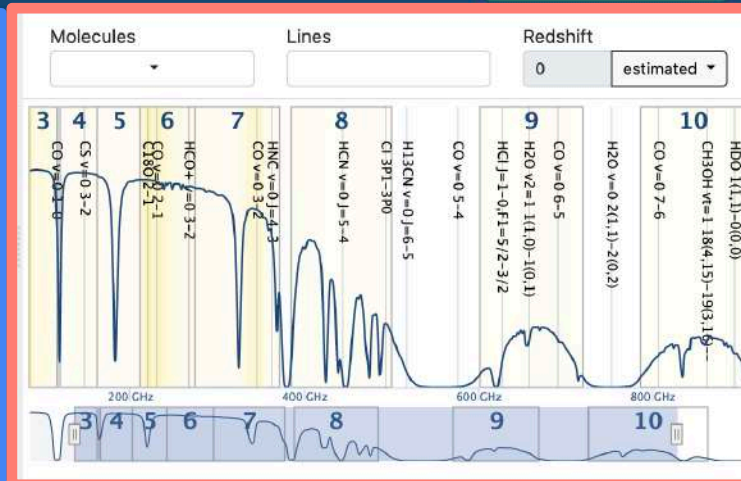 Molecules Lines Redshift
0 estimated
3 4 5 6 7 8 9 10
CO v=0 1-0
CS v=0 3-2
C18O 2-1
CO v=0 2-1
HCO+ v=0 3-2
CO v=0 3-2
HNC v=0 J=4-3
HCN v=0 J=5-4
CI 3P1-3P0
H13CN v=0 J=6-5
CO v=0 5-4
HCl J=1-0,F1=5/2-3/2
H2O v2=1 1(1,0)-1(0,1)
CO v=0 6-5
H2O v=0 2(1,1)-2(0,2)
CO v=0 7-6
CH3OH vt=1 18(4,15)-19(3,16)--
HDO 1(1,1)-0(0,0)
200 GHz 400 GHz 600 GHz 800 GHz
3 4 5 6 7 8 9 10